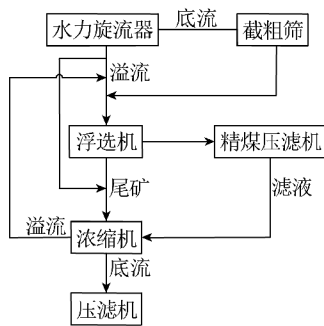 水力旋流器 底流 截粗筛
溢流
浮选机 精煤压滤机
尾矿 滤液
溢流 浓缩机
底流
压滤机